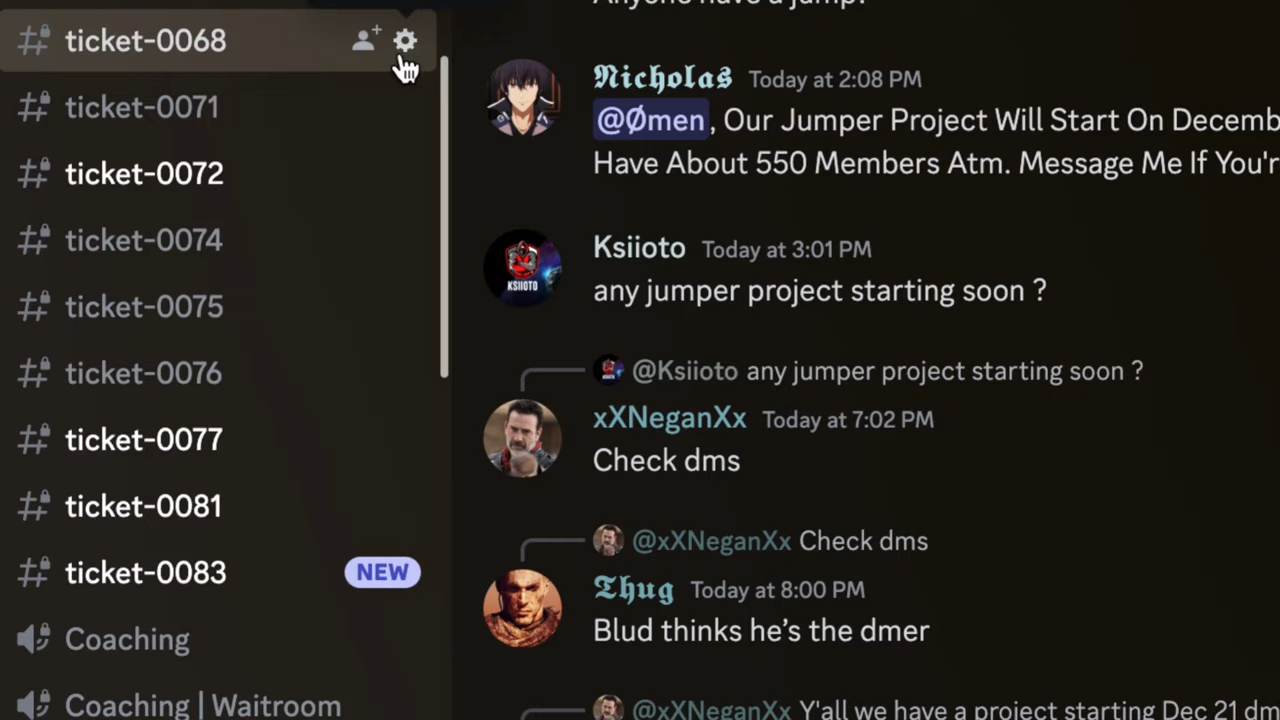 ticket-0068
ticket-0071
ticket-0072
ticket-0074
ticket-0075
ticket-0076
ticket-0077
ticket-0081
ticket-0083 NEW
Coaching
Coaching | Waitroom
Anyone have a jump?
Nicholas Today at 2:08 PM
@Ømen, Our Jumper Project Will Start On Decemb
Have About 550 Members Atm. Message Me If You'r
KSIIOTO
Ksiioto Today at 3:01 PM
any jumper project starting soon ?
@Ksiioto any jumper project starting soon ?
xXNeganXx Today at 7:02 PM
Check dms
@xXNeganXx Check dms
Thug Today at 8:00 PM
Blud thinks he’s the dmer
@xXNeganXx Y'all we have a project starting Dec 21 dm